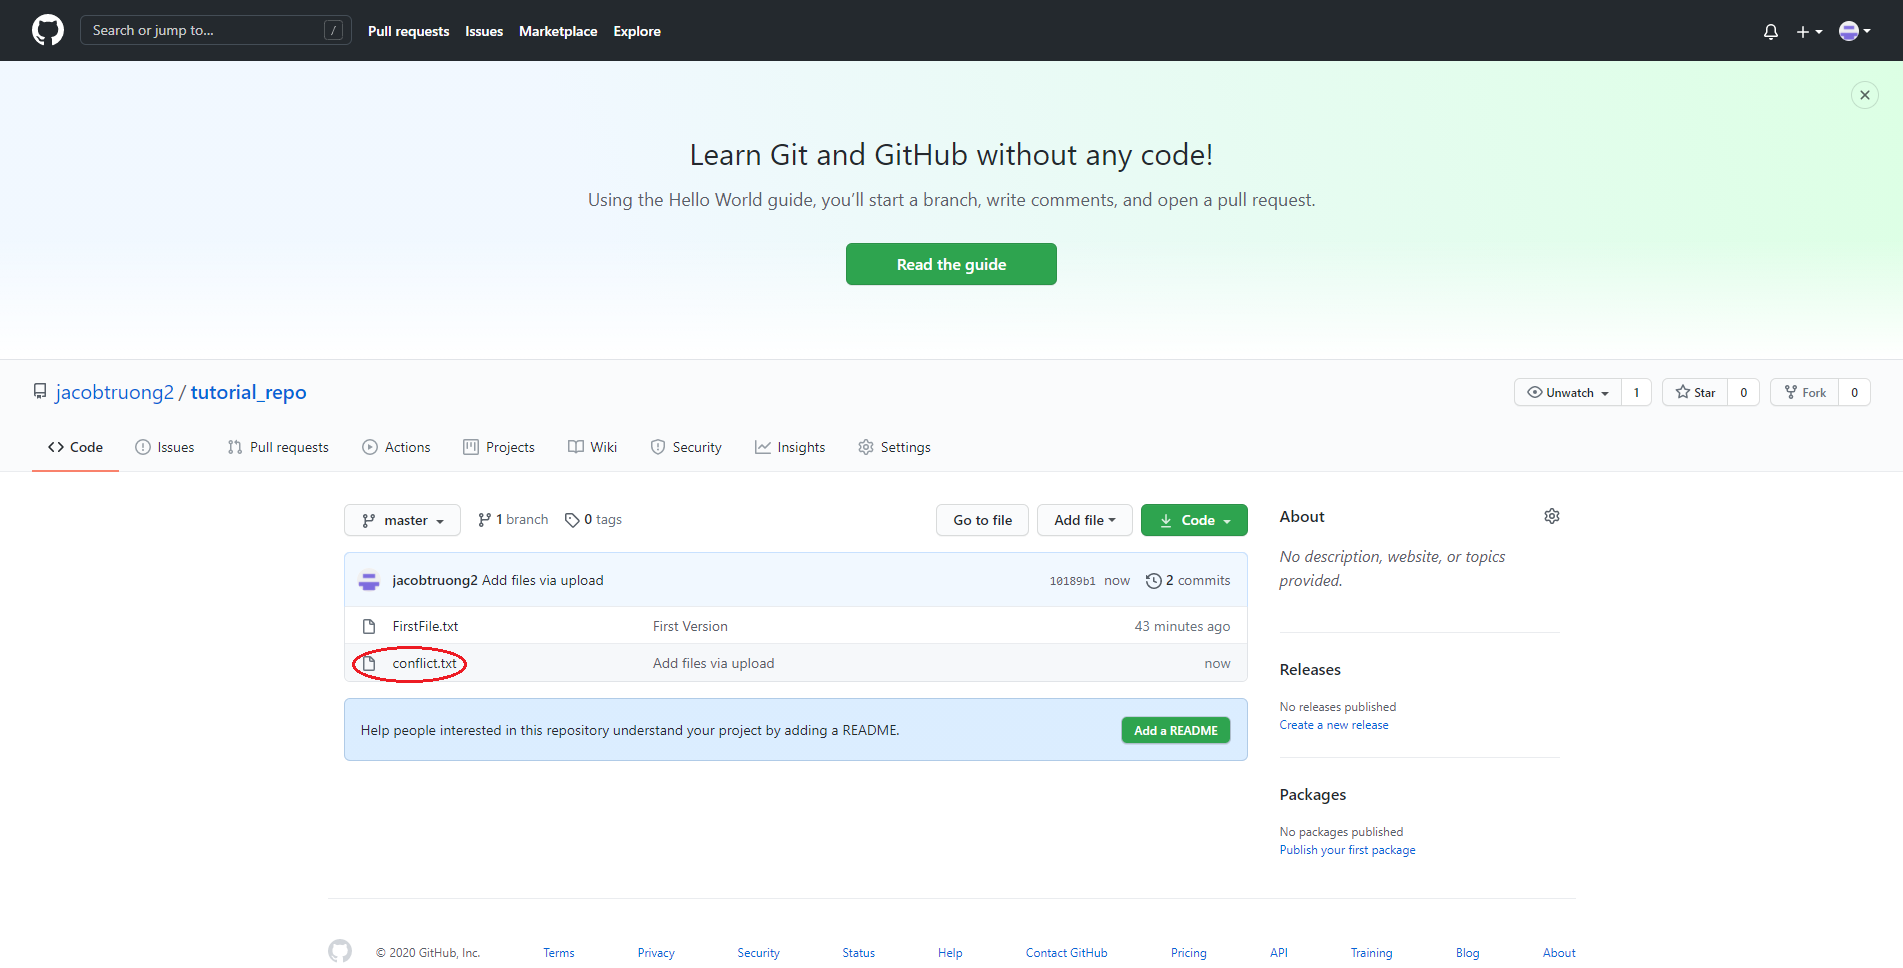 Search or jump to... /
Pull requests Issues Marketplace Explore
Learn Git and GitHub without any code!
Using the Hello World guide, you’ll start a branch, write comments, and open a pull request.
Read the guide
jacobtruong2 / tutorial_repo
Unwatch 1 Star 0 Fork 0
Code Issues Pull requests Actions Projects Wiki Security Insights Settings
master 1 branch 0 tags Go to file Add file Code
jacobtruong2 Add files via upload 10189b1 now 2 commits
FirstFile.txt First Version 43 minutes ago
conflict.txt Add files via upload now
Help people interested in this repository understand your project by adding a README. Add a README
About
No description, website, or topics
provided.
Releases
No releases published
Create a new release
Packages
No packages published
Publish your first package
© 2020 GitHub, Inc. Terms Privacy Security Status Help Contact GitHub Pricing API Training Blog About